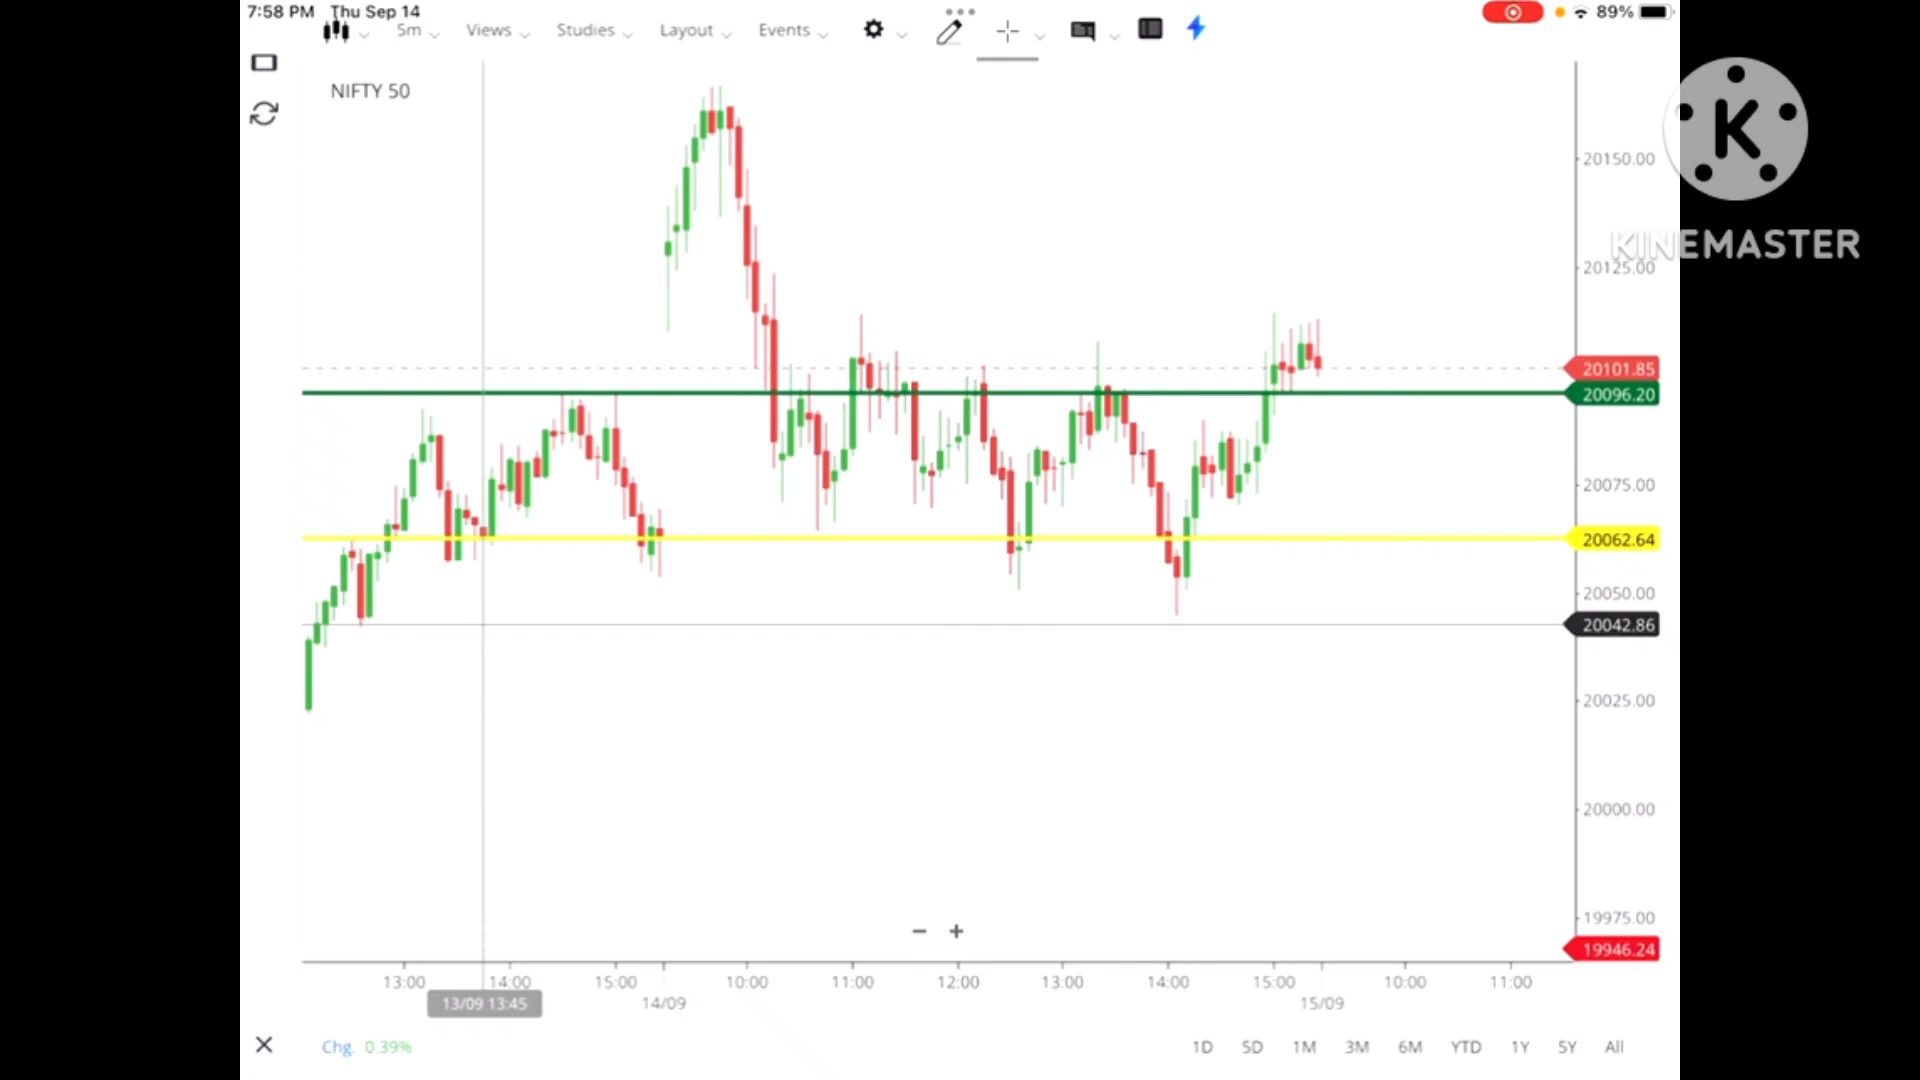 7:58 PM Thu Sep 14
89%
5m Views Studies Layout Events
NIFTY 50
K
KINEMASTER
20150.00
20125.00
20101.85
20096.20
20075.00
20062.64
20050.00
20042.86
20025.00
20000.00
19975.00
19946.24
13:00 14:00 15:00 10:00 11:00 12:00 13:00 14:00 15:00 10:00 11:00
13/09 13:45 14/09 15/09
Chg. 0.39%
1D 5D 1M 3M 6M YTD 1Y 5Y All